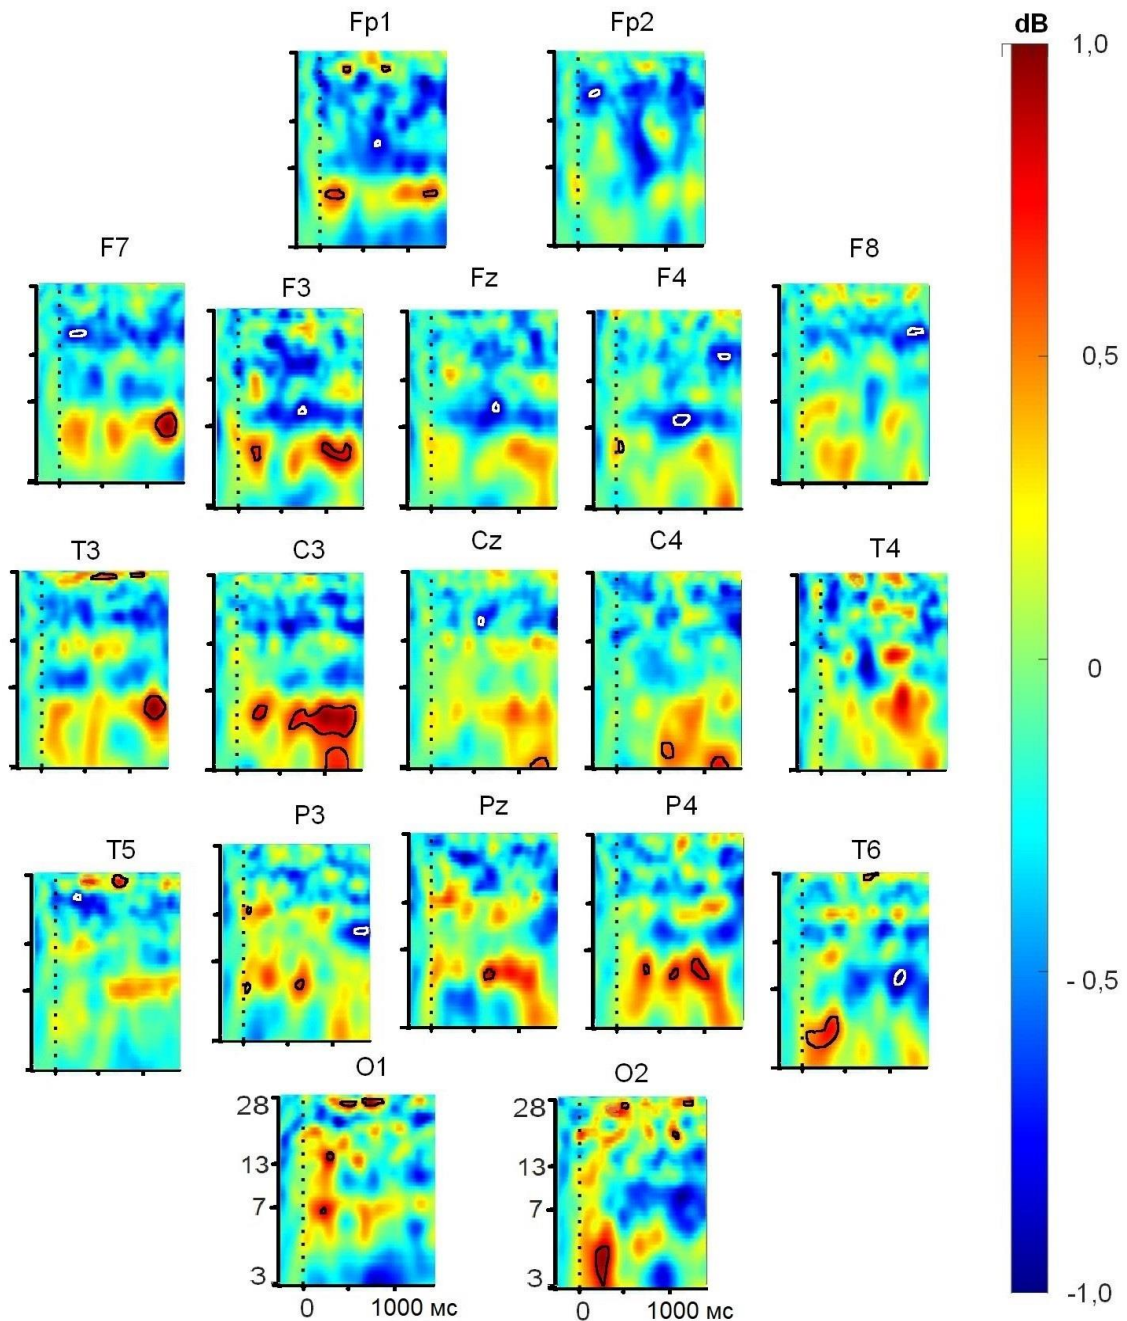 Fp1 Fp2 dB
1,0
F7 F8
F3 Fz F4
0,5
T3 C3 Cz C4 T4
0
P3 Pz P4
T5 T6
- 0,5
O1 O2
28 28
13 13
7 7
3 3
0 1000 мс 0 1000 мс
-1,0